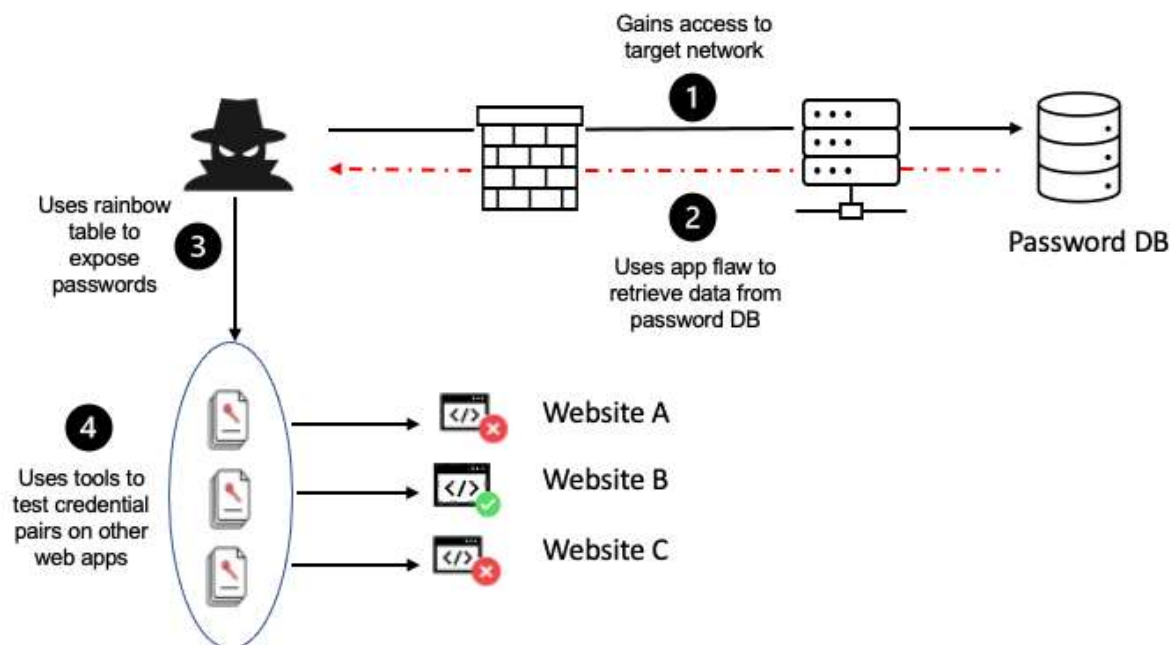 Gains access to
target network
1
2
Uses app flaw to
retrieve data from
password DB
Password DB
Uses rainbow
table to
expose
passwords
3
4
Uses tools to
test credential
pairs on other
web apps
</>
Website A
</>
Website B
</>
Website C